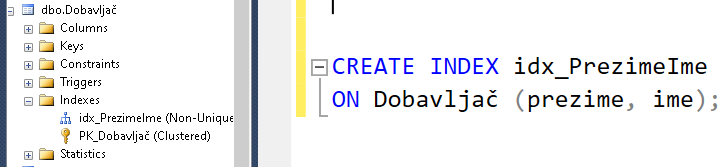 dbo.Dobavljač
Columns
Keys
Constraints
Triggers
Indexes
idx_PrezimeIme (Non-Unique
PK_Dobavljač (Clustered)
Statistics
CREATE INDEX idx_PrezimeIme
ON Dobavljač (prezime, ime);